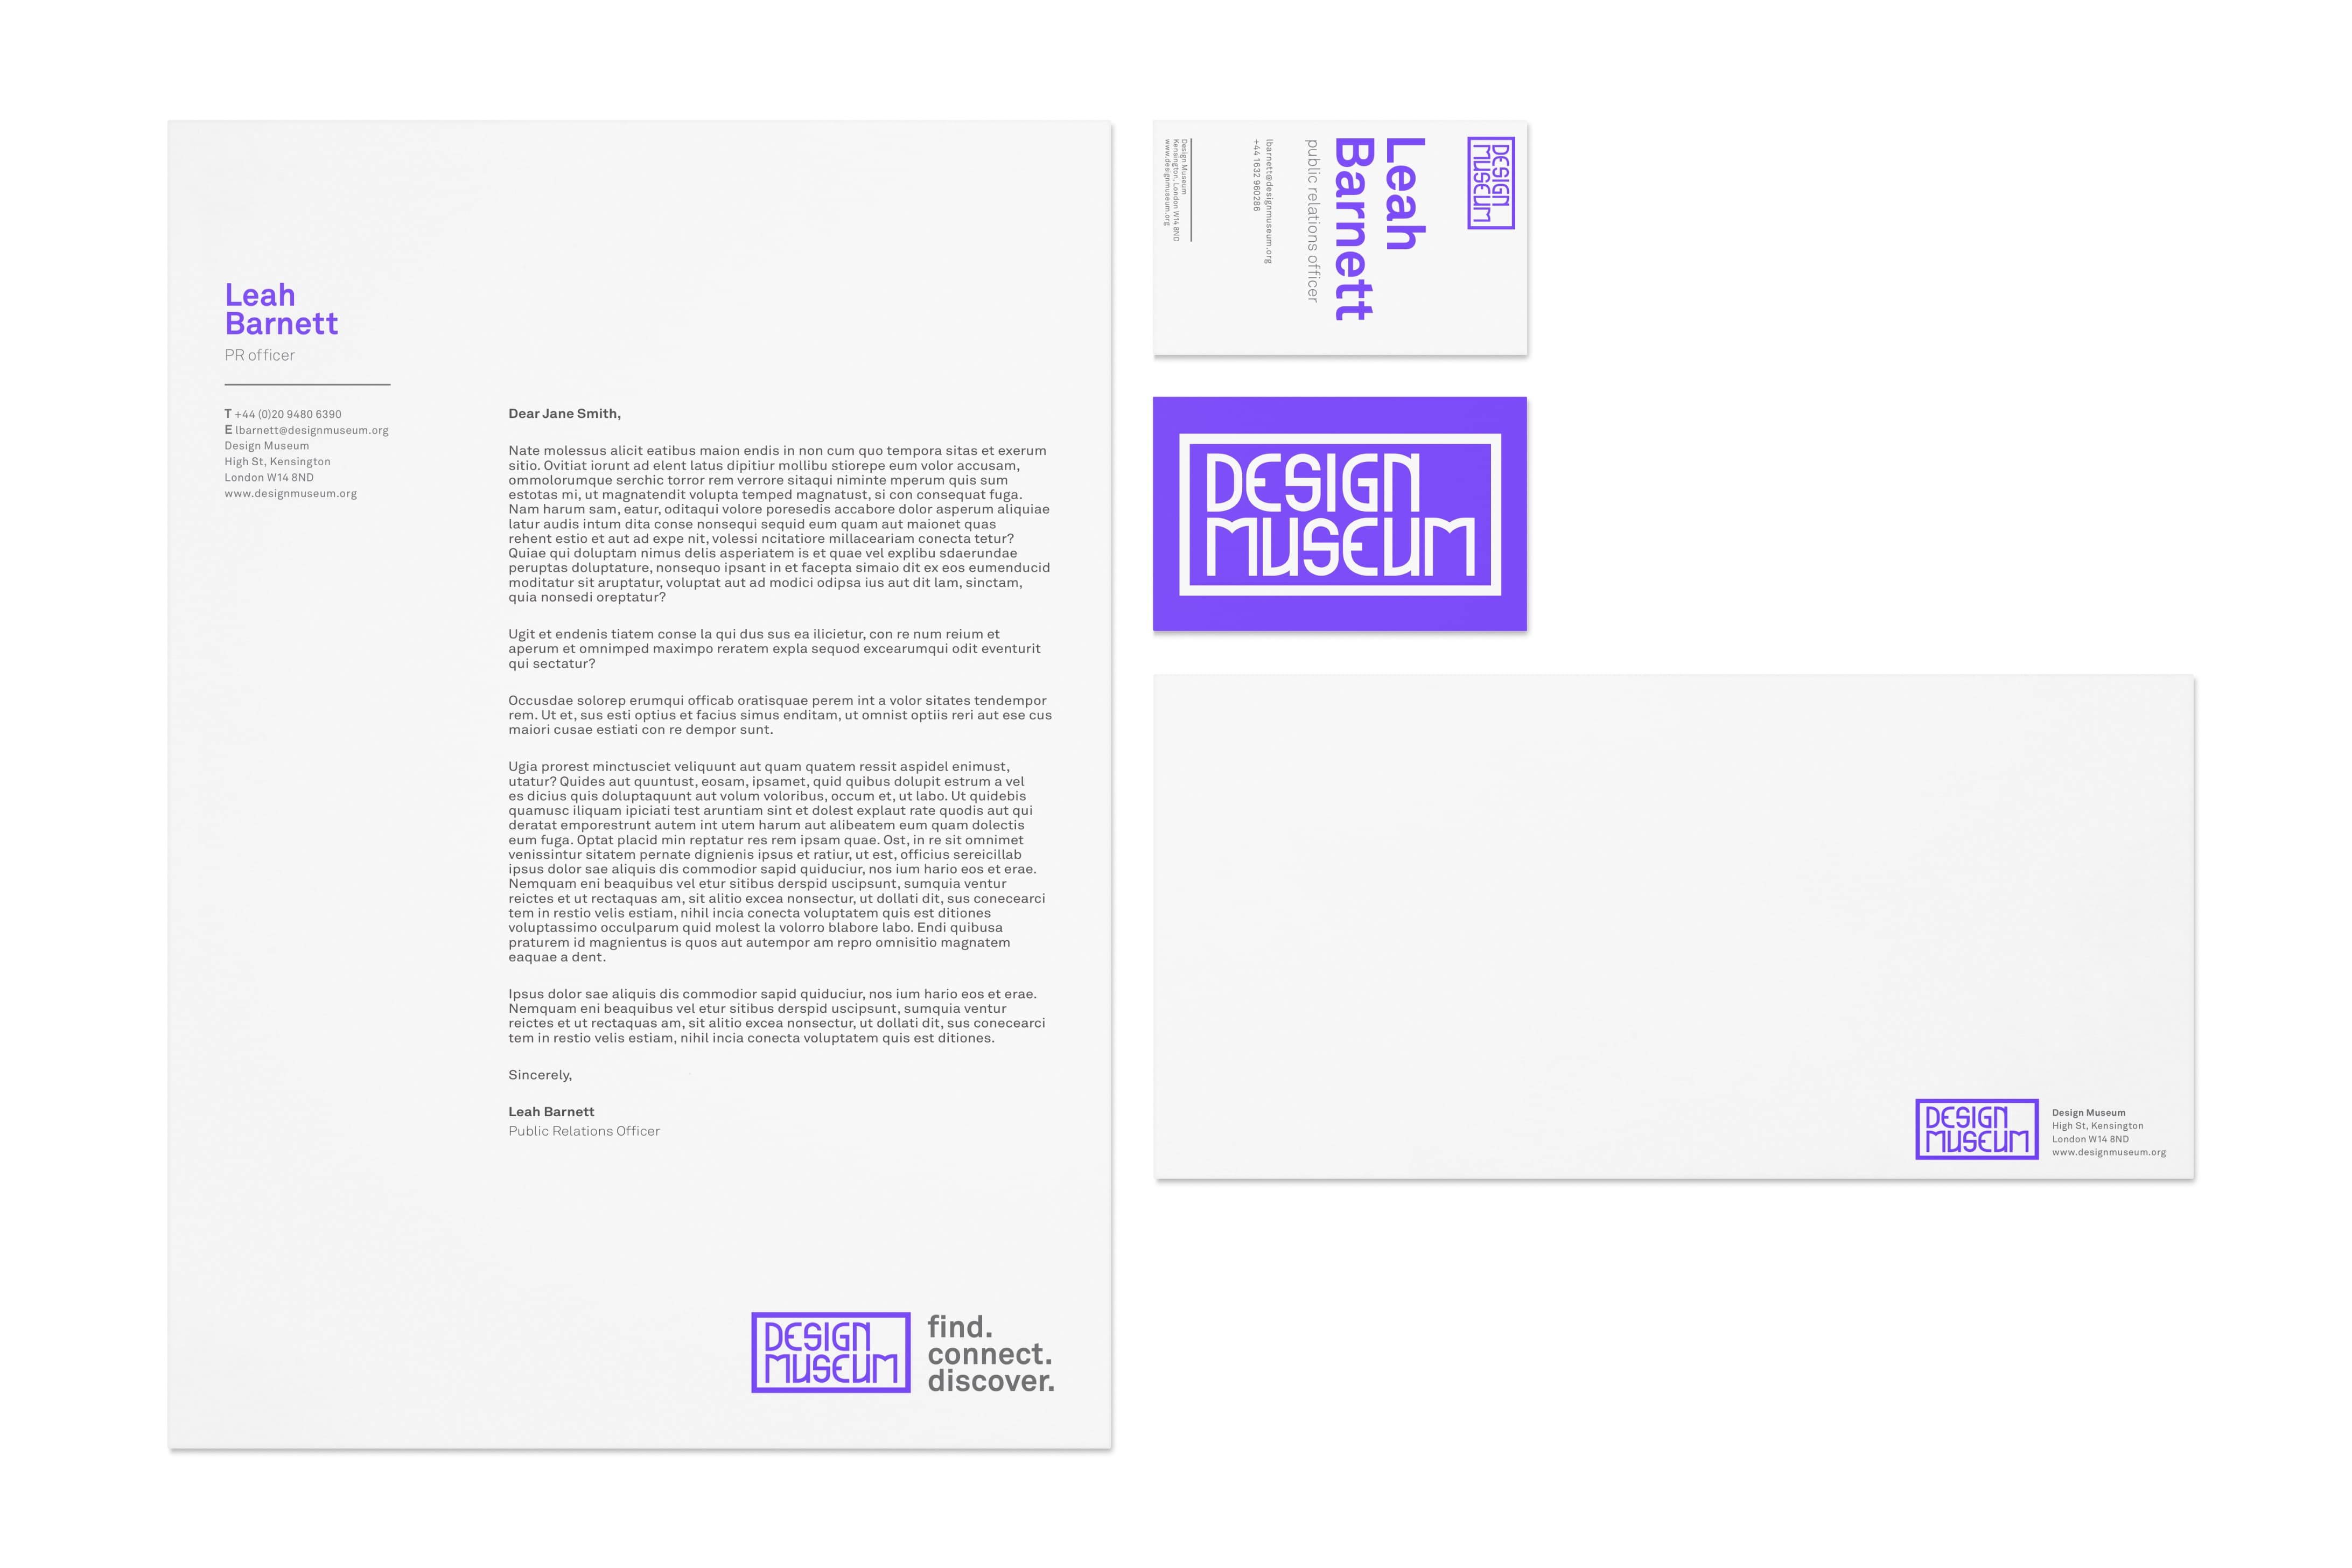 Leah
Barnett
PR officer
T +44 (0)20 9480 6390
E lbarnett@designmuseum.org
Design Museum
High St, Kensington
London W14 8ND
www.designmuseum.org
Dear Jane Smith,
Nate molessus alicit eatibus maion endis in non cum quo tempora sitas et exerum
sitio. Ovitiat iorunt ad elent latus dipitiur mollibu stiorepe eum volor accusam,
ommolorumque serchic torror rem verrore sitaqui niminte mperum quis sum
estotas mi, ut magnatendit volupta temped magnatust, si con consequat fuga.
Nam harum sam, eatur, oditaqui volore poresedis accabore dolor asperum aliquiae
latur audis intum dita conse nonsequi sequid eum quam aut maionet quas
rehent estio et aut ad expe nit, volessi ncitatiore millaceariam conecta tetur?
Quiae qui doluptam nimus delis asperiatem is et quae vel explibu sdaerundae
peruptas doluptature, nonsequo ipsant in et facepta simaio dit ex eos eumenducid
moditatur sit aruptatur, voluptat aut ad modici odipsa ius aut dit lam, sinctam,
quia nonsedi oreptatur?
Ugit et endenis tiatem conse la qui dus sus ea ilicietur, con re num reium et
aperum et omnimped maximpo reratem expla sequod excearumqui odit eventurit
qui sectatur?
Occusdae solorep erumqui officab oratisquae perem int a volor sitates tendempor
rem. Ut et, sus esti optius et facius simus enditam, ut omnist optiis reri aut ese cus
maiori cusae estiati con re dempor sunt.
Ugia prorest minctusciet veliquunt aut quam quatem ressit aspidel enimust,
utatur? Quides aut quuntust, eosam, ipsamet, quid quibus dolupit estrum a vel
es dicius quis doluptaquunt aut volum voloribus, occum et, ut labo. Ut quidebis
quamusc iliquam ipiciati test aruntiam sint et dolest explaut rate quodis aut qui
deratat emporestrunt autem int utem harum aut alibeatem eum quam dolectis
eum fuga. Optat placid min reptatur res rem ipsam quae. Ost, in re sit omnimet
venissintur sitatem pernate dignienis ipsus et ratiur, ut est, officius sereicillab
ipsus dolor sae aliquis dis commodior sapid quiduciur, nos ium hario eos et erae.
Nemquam eni beaquibus vel etur sitibus derspid uscipsunt, sumquia ventur
reictes et ut rectaquas am, sit alitio excea nonsectur, ut dollati dit, sus conecearci
tem in restio velis estiam, nihil incia conecta voluptatem quis est ditiones
voluptassimo occulparum quid molest la volorro blabore labo. Endi quibusa
praturem id magnientus is quos aut autempor am repro omnisitio magnatem
eaquae a dent.
Ipsus dolor sae aliquis dis commodior sapid quiduciur, nos ium hario eos et erae.
Nemquam eni beaquibus vel etur sitibus derspid uscipsunt, sumquia ventur
reictes et ut rectaquas am, sit alitio excea nonsectur, ut dollati dit, sus conecearci
tem in restio velis estiam, nihil incia conecta voluptatem quis est ditiones.
Sincerely,
Leah Barnett
Public Relations Officer
DESIGN
MUSEUM
find.
connect.
discover.
DESIGN
MUSEUM
Leah
Barnett
public relations officer
lbarnett@designmuseum.org
+44 1632 960286
Design Museum
Kensington, London W14 8ND
www.designmuseum.org
DESIGN
MUSEUM
DESIGN
MUSEUM
Design Museum
High St, Kensington
London W14 8ND
www.designmuseum.org